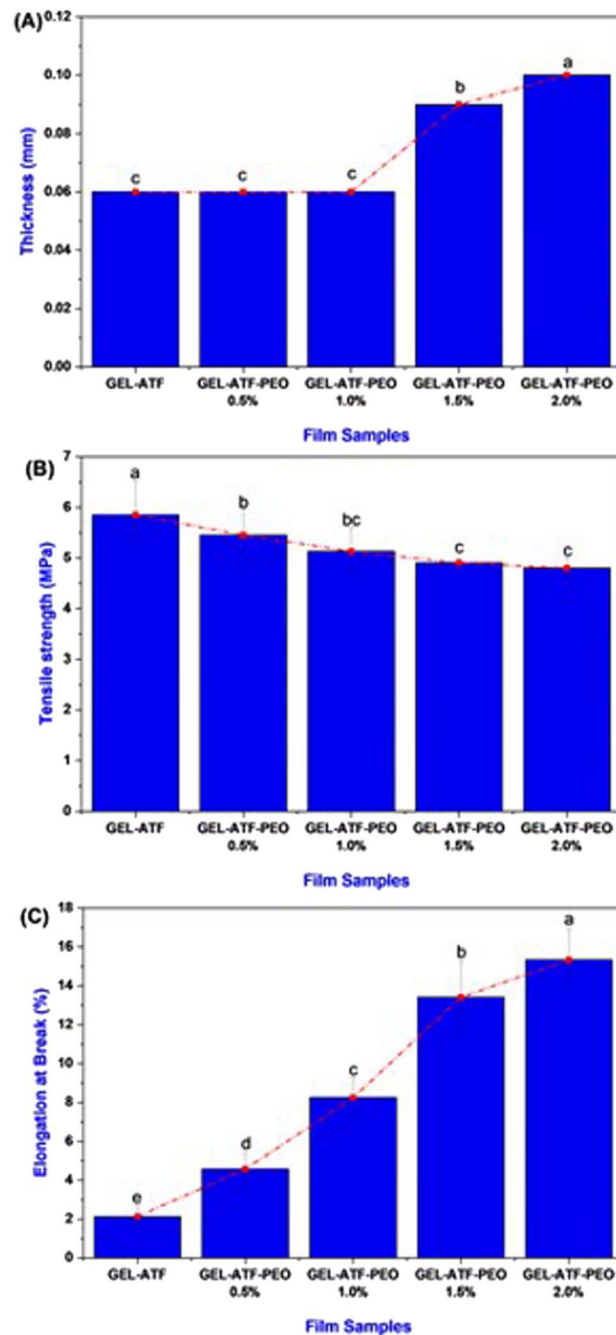 (A)
Thickness (mm)
0.12
0.10
0.08
0.06
0.04
0.02
0.00
c
c
c
b
a
GEL-ATF
GEL-ATF-PEO
0.5%
GEL-ATF-PEO
1.0%
GEL-ATF-PEO
1.5%
GEL-ATF-PEO
2.0%
Film Samples
(B)
Tensile strength (MPa)
7
6
5
4
3
2
1
0
a
b
bc
c
c
GEL-ATF
GEL-ATF-PEO
0.5%
GEL-ATF-PEO
1.0%
GEL-ATF-PEO
1.5%
GEL-ATF-PEO
2.0%
Film Samples
(C)
Elongation at Break (%)
18
16
14
12
10
8
6
4
2
0
e
d
c
b
a
GEL-ATF
GEL-ATF-PEO
0.5%
GEL-ATF-PEO
1.0%
GEL-ATF-PEO
1.5%
GEL-ATF-PEO
2.0%
Film Samples